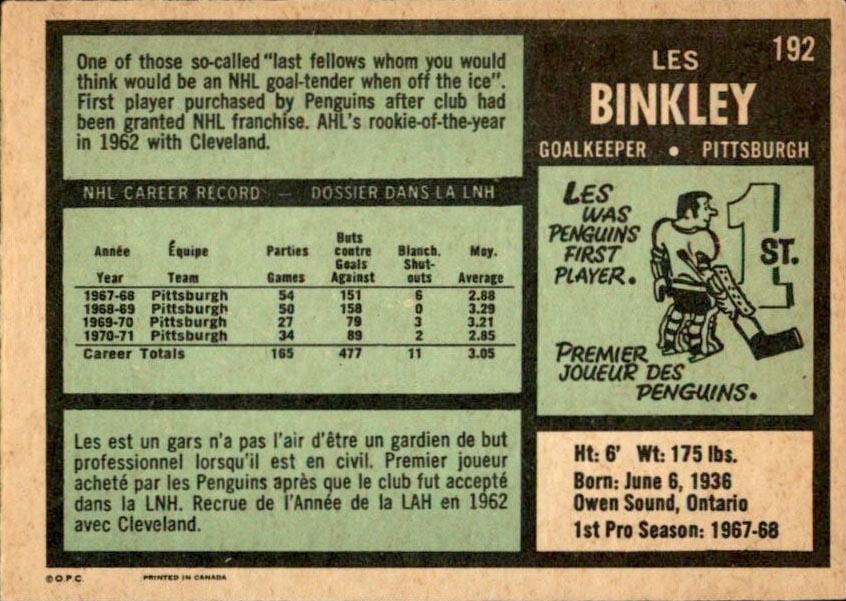 One of those so-called "last fellows whom you would
think would be an NHL goal-tender when off the ice".
First player purchased by Penguins after club had
been granted NHL franchise. AHL's rookie-of-the-year
in 1962 with Cleveland.
192
LES
BINKLEY
GOALKEEPER • PITTSBURGH
NHL CAREER RECORD — DOSSIER DANS LA LNH
Année Équipe Parties Buts contre Blanch. Moy.
Year Team Games Goals Against Shut-outs Average
1967-68 Pittsburgh 54 151 6 2.88
1968-69 Pittsburgh 50 158 0 3.29
1969-70 Pittsburgh 27 79 3 3.21
1970-71 Pittsburgh 34 89 2 2.85
Career Totals 165 477 11 3.05
LES
WAS
PENGUINS
FIRST
PLAYER.
1
ST.
PREMIER
JOUEUR DES
PENGUINS.
Les est un gars n'a pas l'air d'être un gardien de but
professionnel lorsqu'il est en civil. Premier joueur
acheté par les Penguins après que le club fut accepté
dans la LNH. Recrue de l'Année de la LAH en 1962
avec Cleveland.
Ht: 6' Wt: 175 lbs.
Born: June 6, 1936
Owen Sound, Ontario
1st Pro Season: 1967-68
© O.P.C. PRINTED IN CANADA